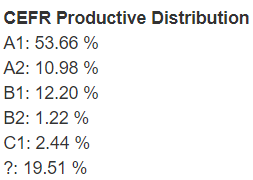 CEFR Productive Distribution
A1: 53.66 %
A2: 10.98 %
B1: 12.20 %
B2: 1.22 %
C1: 2.44 %
?: 19.51 %